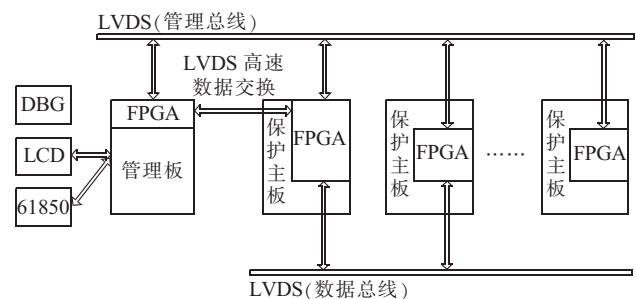 LVDS(管理总线)
LVDS 高速
数据交换
DBG
LCD
61850
FPGA
管理板
保护主板
FPGA
保护主板
FPGA
……
保护主板
FPGA
LVDS(数据总线)